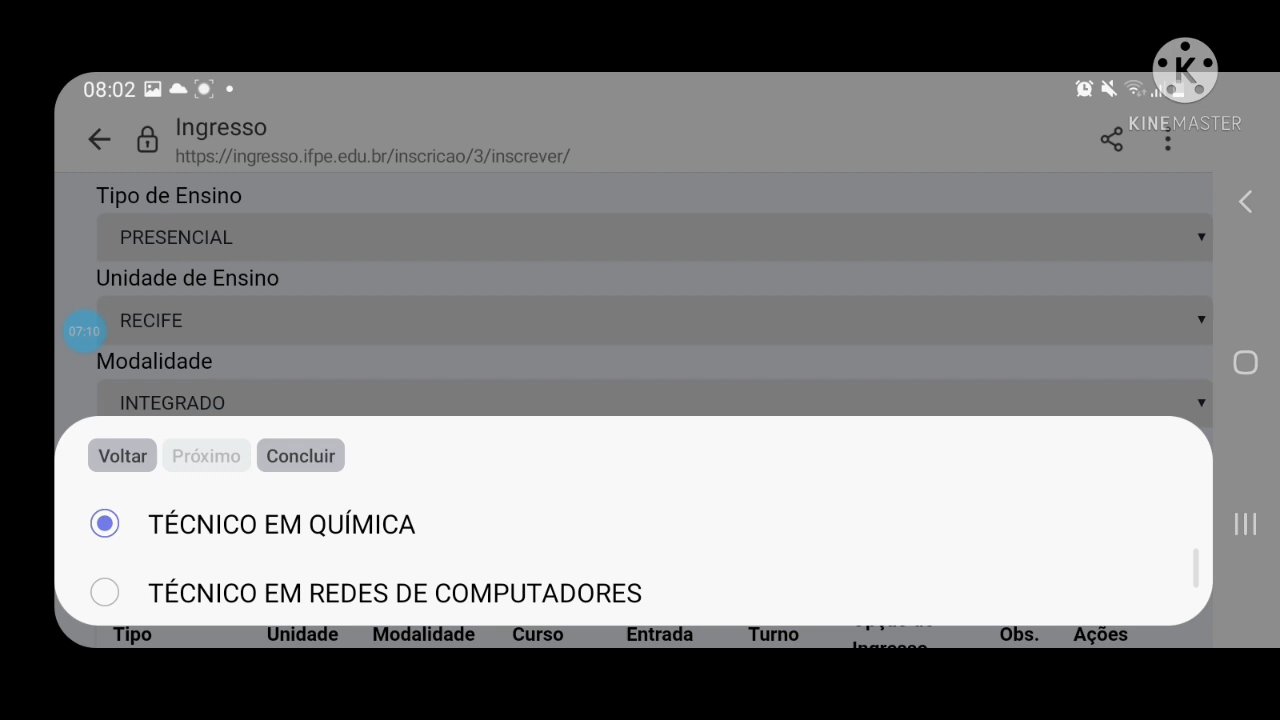 08:02
KINEMASTER
Ingresso
https://ingresso.ifpe.edu.br/inscricao/3/inscrever/
Tipo de Ensino
PRESENCIAL
Unidade de Ensino
RECIFE
07:10
Modalidade
INTEGRADO
Voltar Próximo Concluir
TÉCNICO EM QUÍMICA
TÉCNICO EM REDES DE COMPUTADORES
Tipo Unidade Modalidade Curso Entrada Turno Ingresso Obs. Ações